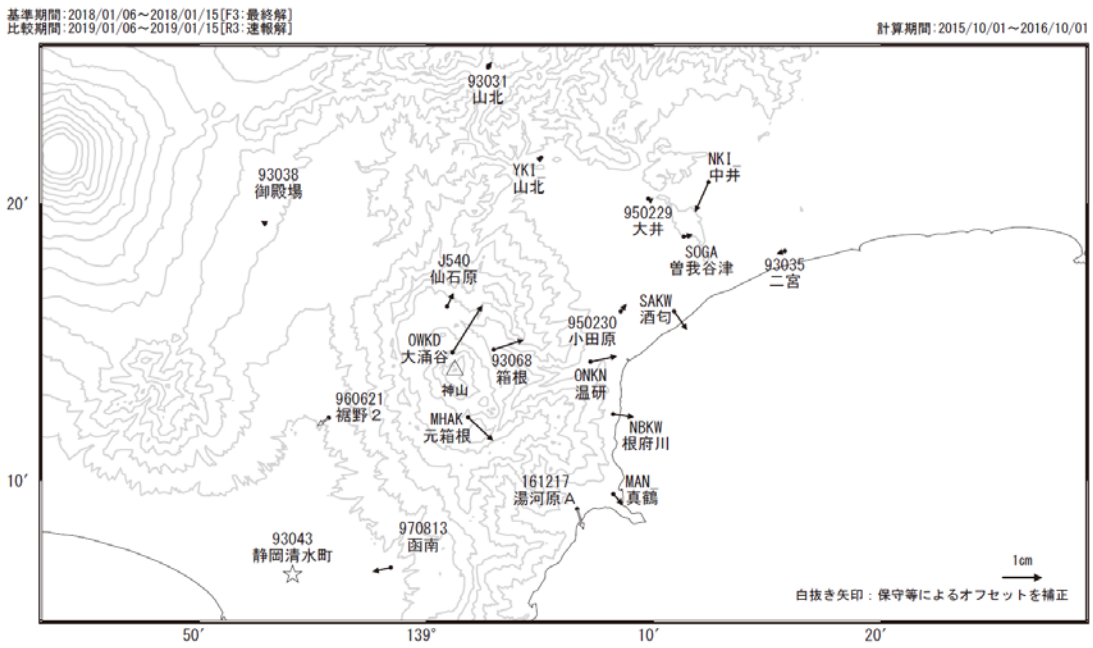 基準期間:2018/01/06～2018/01/15[F3:最終解]
比較期間:2019/01/06～2019/01/15[R3:速報解]
計算期間:2015/10/01～2016/10/01
93031
山北
YKI_
山北
NKI_
中井
93038
御殿場
20′
950229
大井
SOGA
曽我谷津
93035
二宮
J540
仙石原
SAKW
酒匂
950230
小田原
OWKD
大涌谷
93068
箱根
神山
ONKN
温研
960621
裾野２
MHAK
元箱根
NBKW
根府川
10′
161217
湯河原Ａ
MAN_
真鶴
970813
函南
93043
静岡清水町
1cm
白抜き矢印：保守等によるオフセットを補正
50′
139°
10′
20′